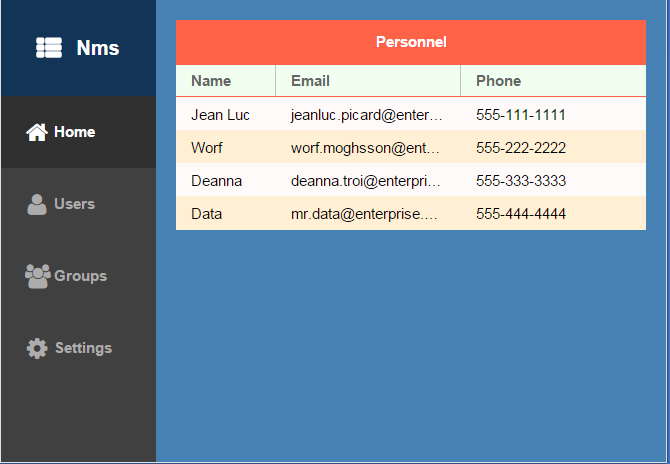 Nms
Home
Users
Groups
Settings
Personnel
Name Email Phone
Jean Luc jeanluc.picard@enter... 555-111-1111
Worf worf.moghsson@ent... 555-222-2222
Deanna deanna.troi@enterpri... 555-333-3333
Data mr.data@enterprise.... 555-444-4444